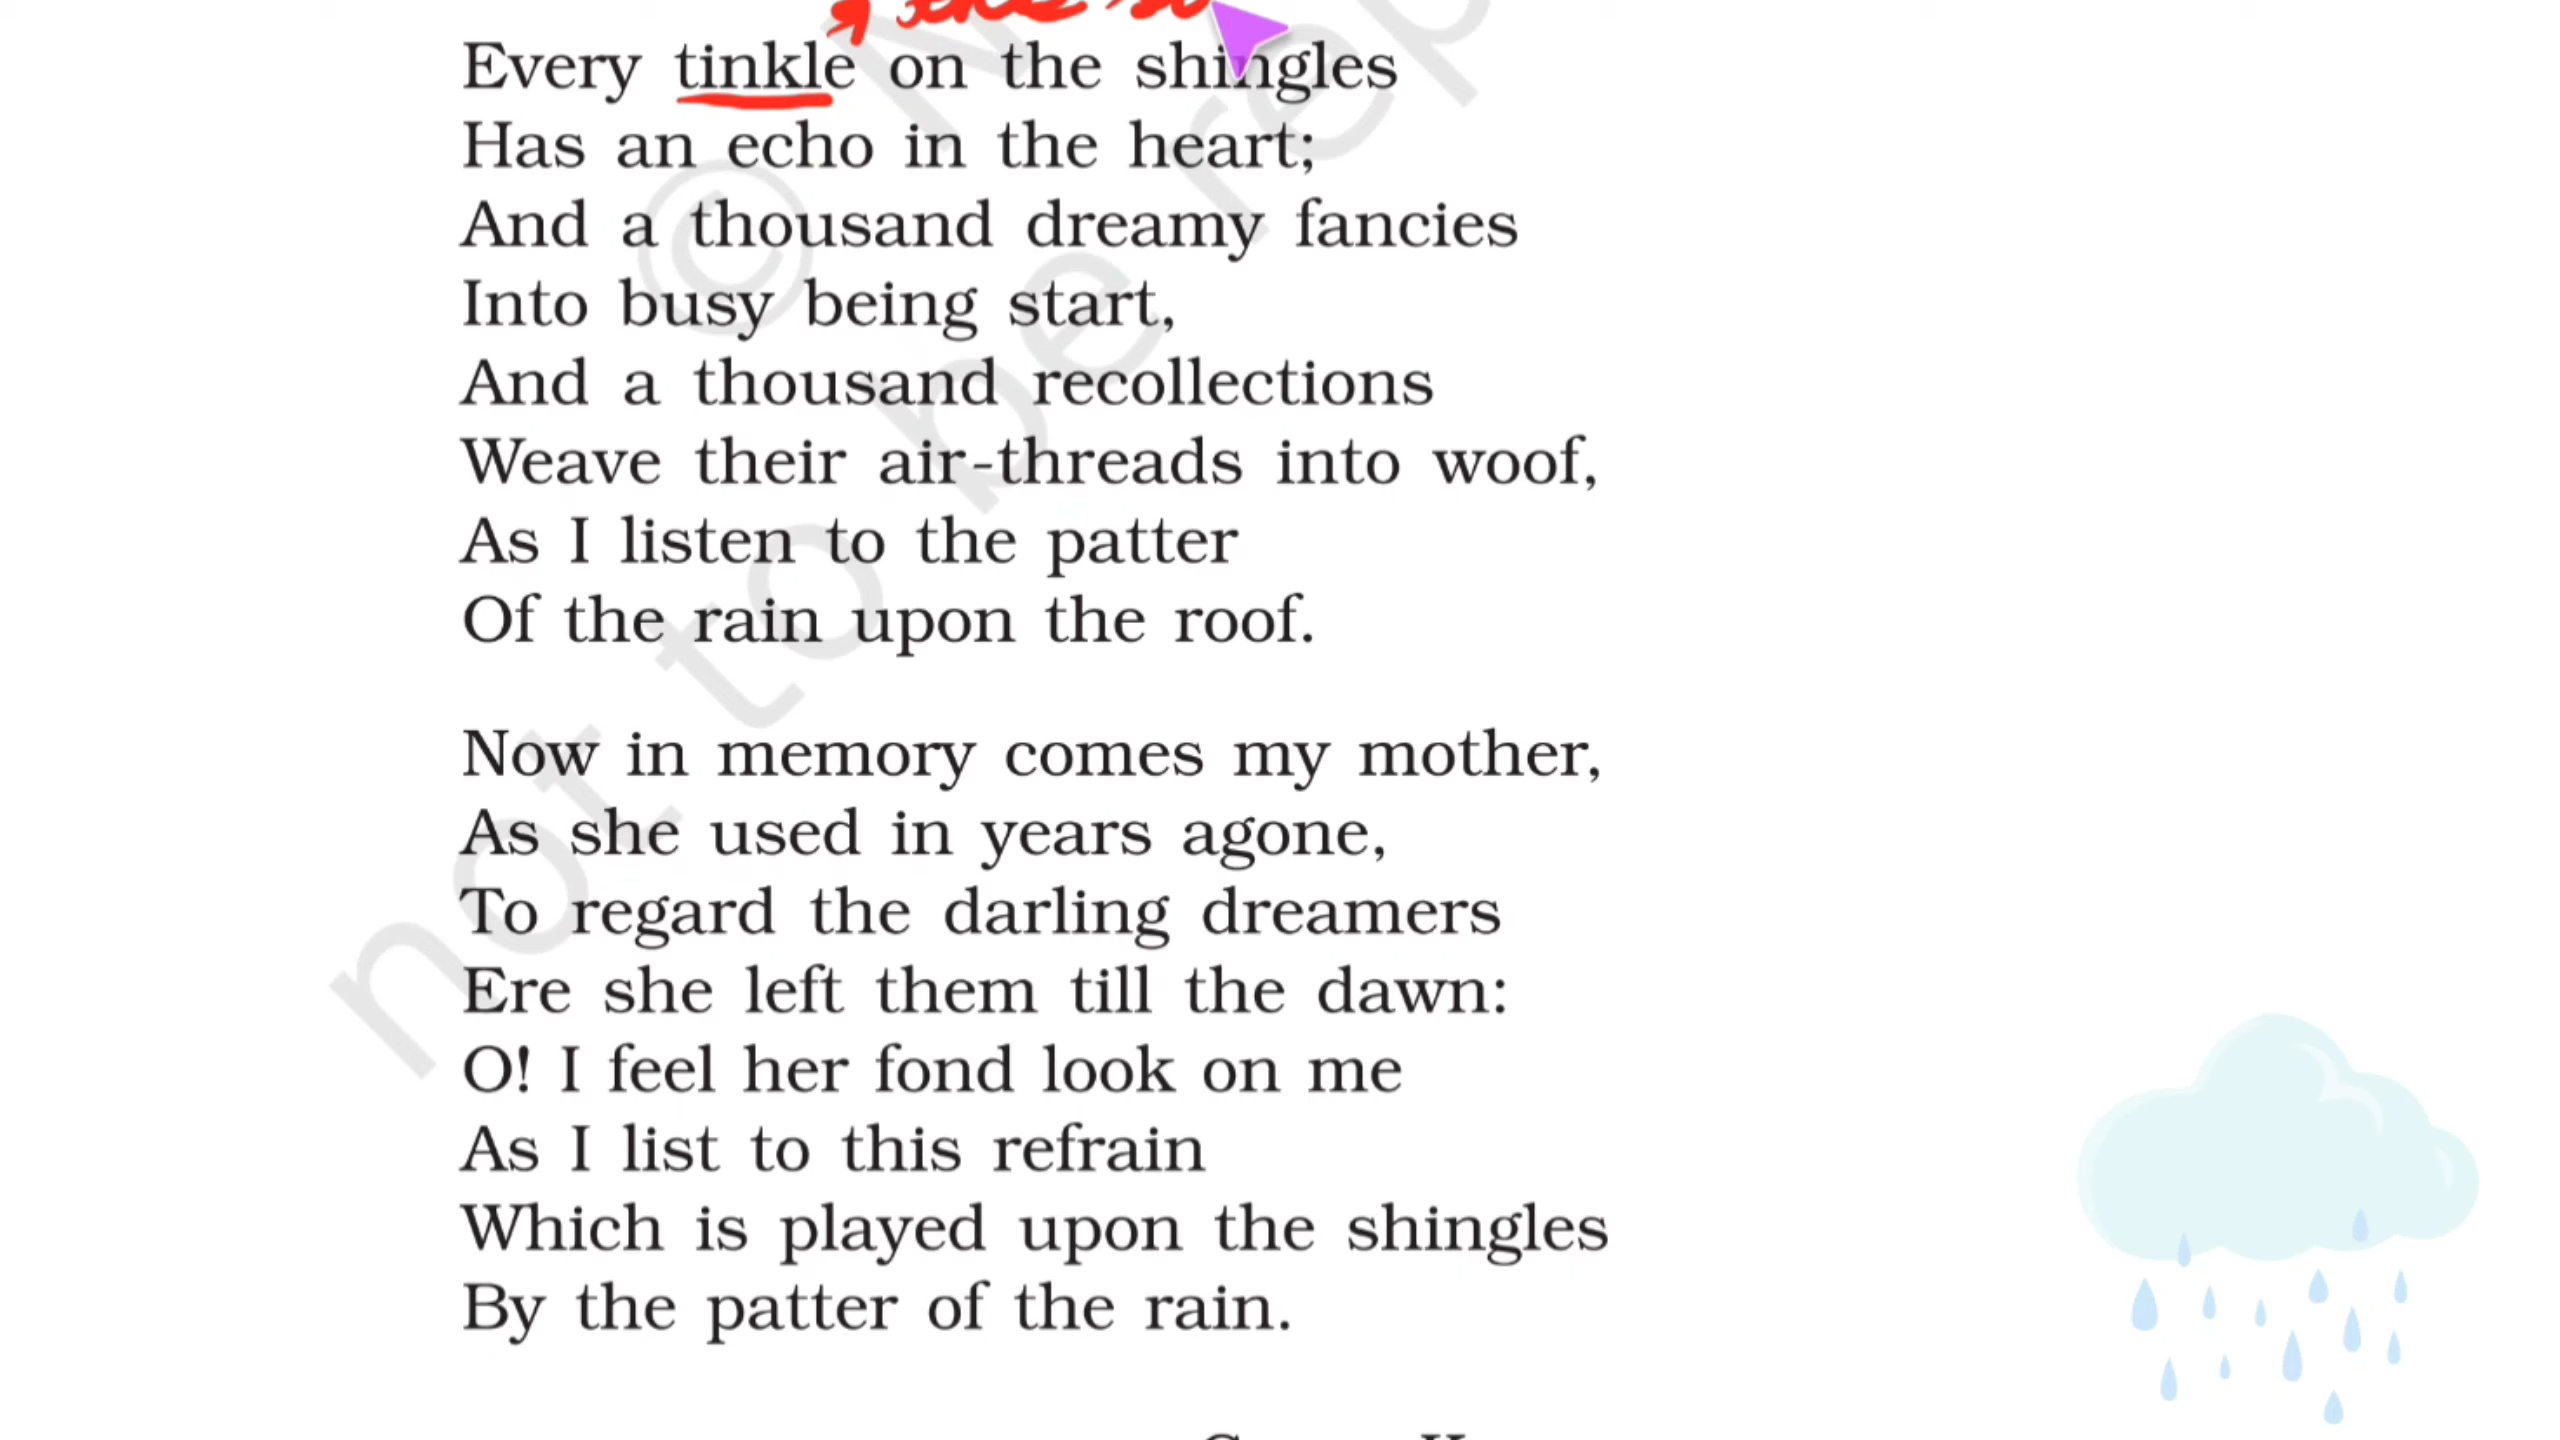 Every tinkle on the shingles
Has an echo in the heart;
And a thousand dreamy fancies
Into busy being start,
And a thousand recollections
Weave their air-threads into woof,
As I listen to the patter
Of the rain upon the roof.
Now in memory comes my mother,
As she used in years agone,
To regard the darling dreamers
Ere she left them till the dawn:
O! I feel her fond look on me
As I list to this refrain
Which is played upon the shingles
By the patter of the rain.
not to be